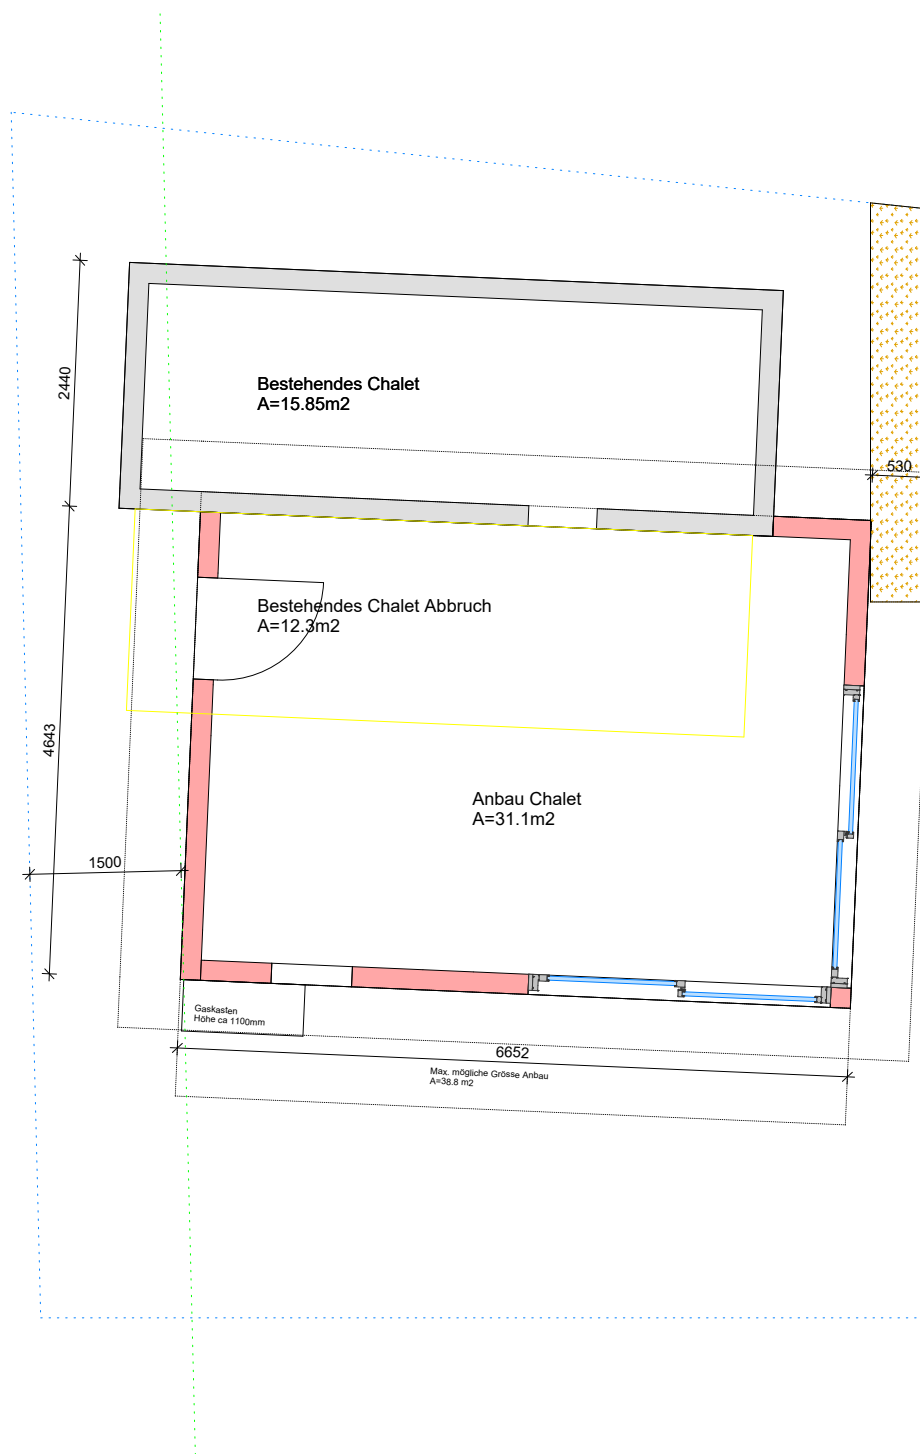 2440
Bestehendes Chalet
A=15.85m2
530
Bestehendes Chalet Abbruch
A=12.3m2
4643
Anbau Chalet
A=31.1m2
1500
Gaskasten
Höhe ca 1100mm
6652
Max. mögliche Grösse Anbau
A=38.8 m2